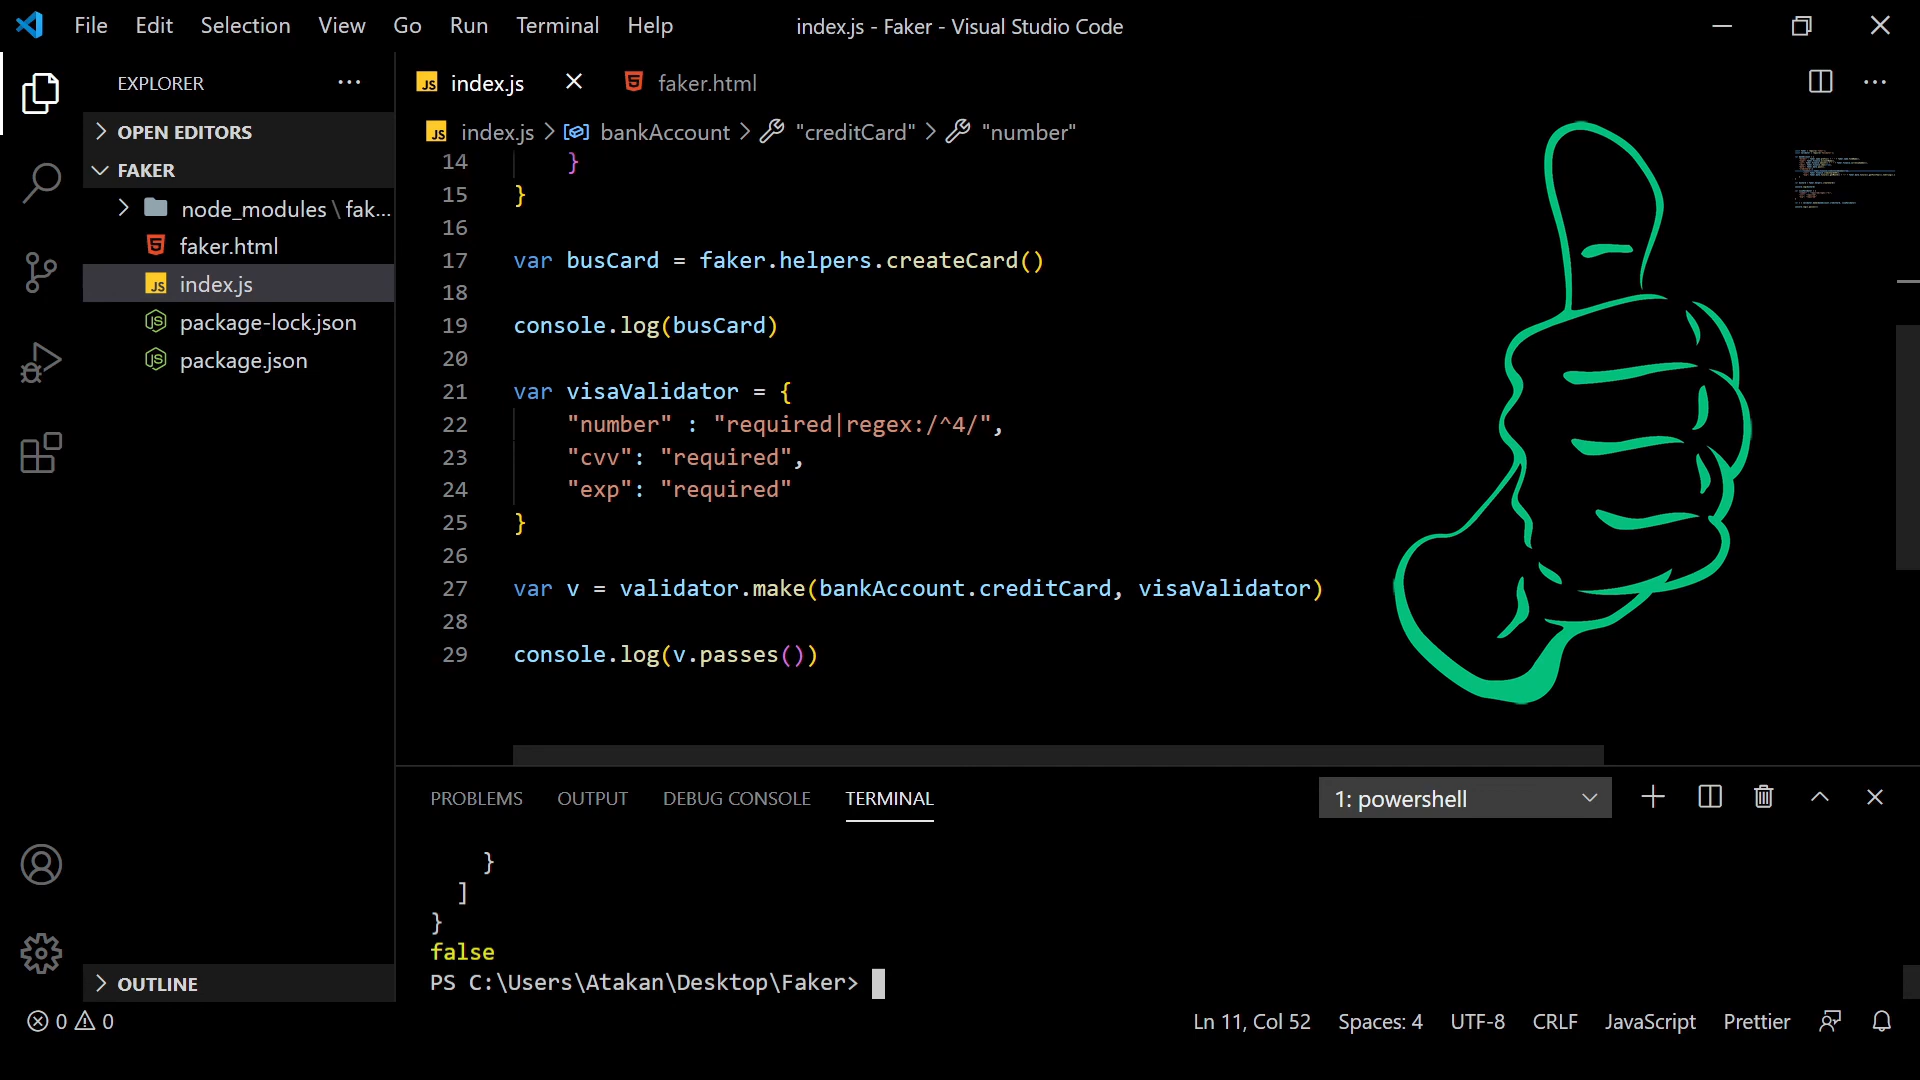 File Edit Selection View Go Run Terminal Help
index.js - Faker - Visual Studio Code
EXPLORER
OPEN EDITORS
FAKER
node_modules \ fak...
faker.html
index.js
package-lock.json
package.json
OUTLINE
index.js
faker.html
index.js > bankAccount > "creditCard" > "number"
14 }
15 }
16
17 var busCard = faker.helpers.createCard()
18
19 console.log(busCard)
20
21 var visaValidator = {
22 "number" : "required|regex:/^4/",
23 "cvv": "required",
24 "exp": "required"
25 }
26
27 var v = validator.make(bankAccount.creditCard, visaValidator)
28
29 console.log(v.passes())
PROBLEMS OUTPUT DEBUG CONSOLE TERMINAL
1: powershell
}
]
}
false
PS C:\Users\Atakan\Desktop\Faker>
0 0
Ln 11, Col 52 Spaces: 4 UTF-8 CRLF JavaScript Prettier